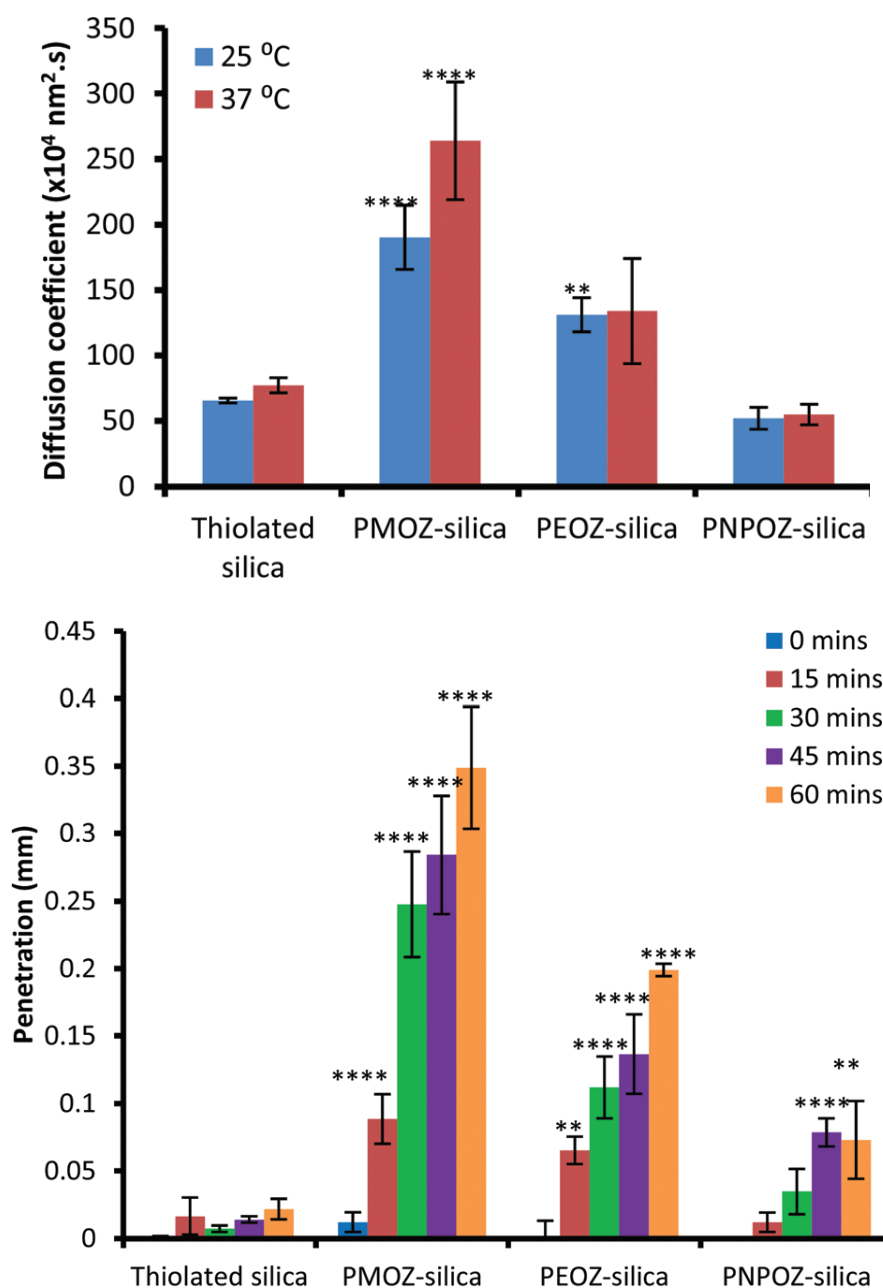 350
300
250
200
150
100
50
0
Diffusion coefficient (x10⁴ nm².s)
25 ⁰C
37 ⁰C
****
****
**
Thiolated silica
PMOZ-silica
PEOZ-silica
PNPOZ-silica
0.45
0.4
0.35
0.3
0.25
0.2
0.15
0.1
0.05
0
Penetration (mm)
0 mins
15 mins
30 mins
45 mins
60 mins
****
****
****
****
**
****
****
****
****
**
Thiolated silica
PMOZ-silica
PEOZ-silica
PNPOZ-silica